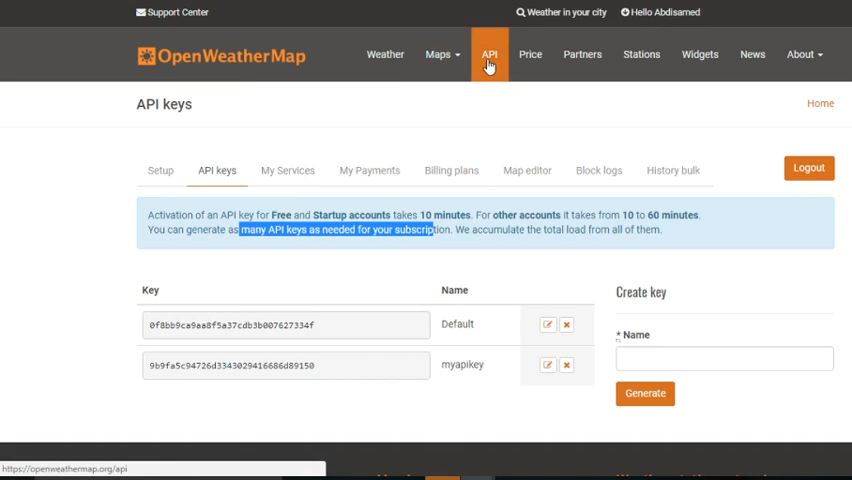 Support Center Weather in your city Hello Abdisamed
OpenWeatherMap Weather Maps API Price Partners Stations Widgets News About
API keys Home
Setup API keys My Services My Payments Billing plans Map editor Block logs History bulk Logout
Activation of an API key for Free and Startup accounts takes 10 minutes. For other accounts it takes from 10 to 60 minutes.
You can generate as many API keys as needed for your subscription. We accumulate the total load from all of them.
Key Name Create key
0f8bb9ca9aa8f5a37cdb3b007627334f Default
* Name
9b9fa5c94726d3343029416686d89150 myapikey
Generate
https://openweathermap.org/api